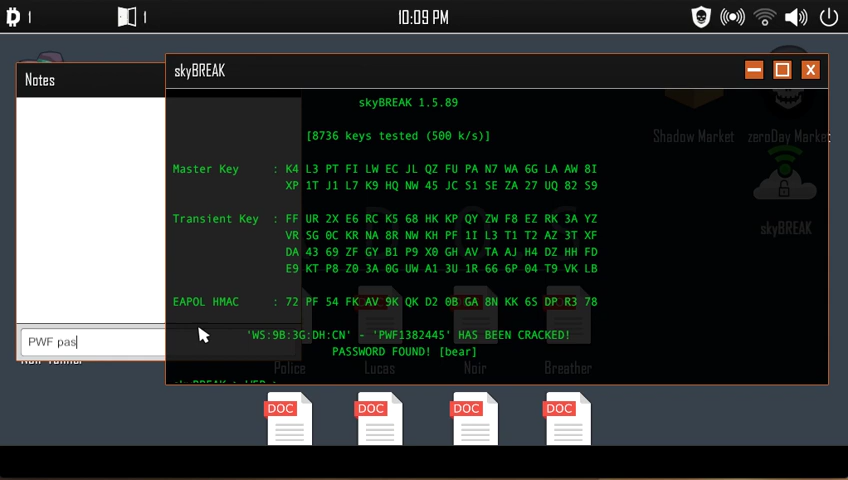 1
1
10:09 PM
Notes
skyBREAK
skyBREAK 1.5.89
[8736 keys tested (500 k/s)]
Master Key : K4 L3 PT FI LW EC JL QZ FU PA N7 WA 6G LA AW 8I
XP 1T J1 L7 K9 HQ NW 45 JC S1 SE ZA 27 UQ 82 S9
Transient Key : FF UR 2X E6 RC K5 68 HK KP QY ZW F8 EZ RK 3A YZ
VR SG 0C KR NA 8R NW KH PF 1I L3 T1 T2 AZ 3T XF
DA 43 69 ZF GY B1 P9 X0 GH AV TA AJ H4 DZ HH FD
E9 KT P8 Z0 3A 0G UW A1 3U 1R 66 6P 04 T9 VK LB
EAPOL HMAC : 72 PF 54 FK AV 9K QK D2 0B GA 8N KK 6S DP R3 78
'WS:9B:3G:DH:CN' - 'PWF1382445' HAS BEEN CRACKED!
PASSWORD FOUND! [bear]
PWF pas
Shadow Market
zeroDay Market
skyBREAK
Police
Lucas
Noir
Breather
DOC
DOC
DOC
DOC